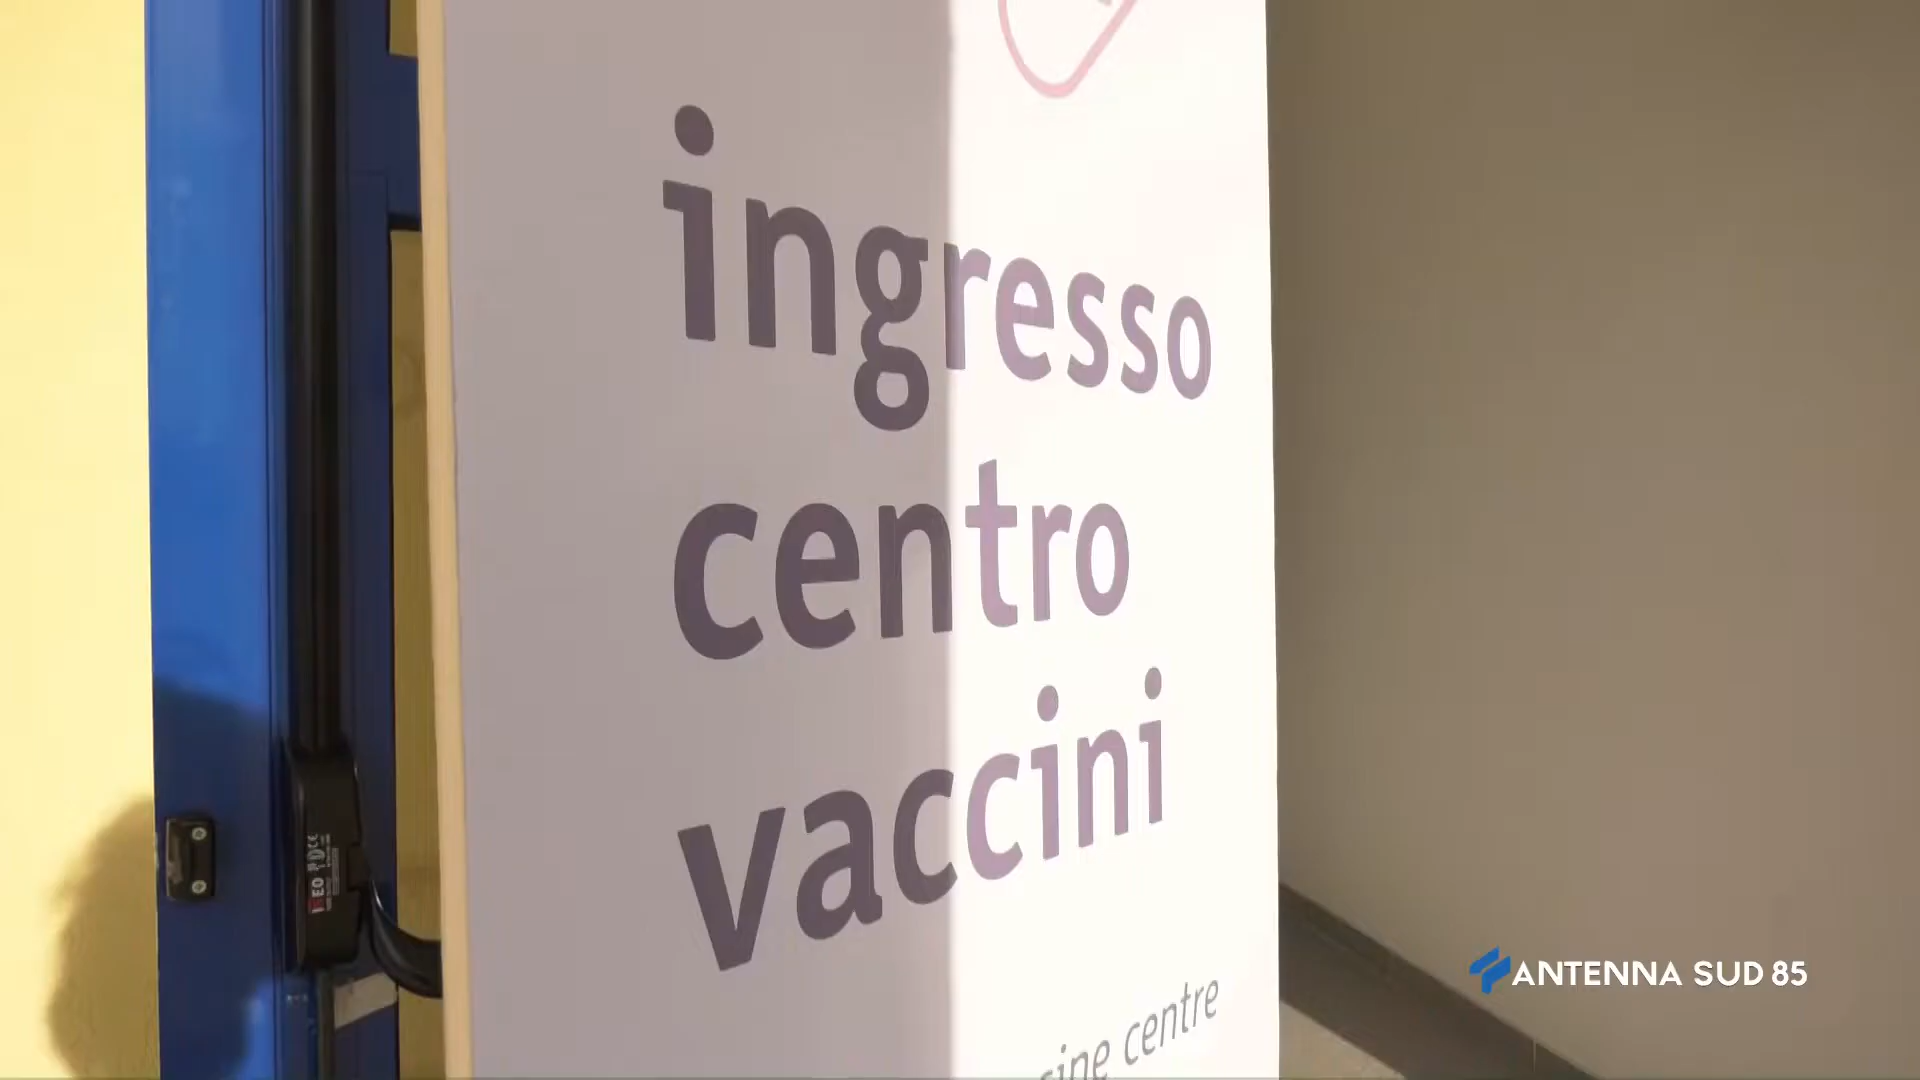 ingresso
centro
vaccini
centre
ANTENNA SUD 85